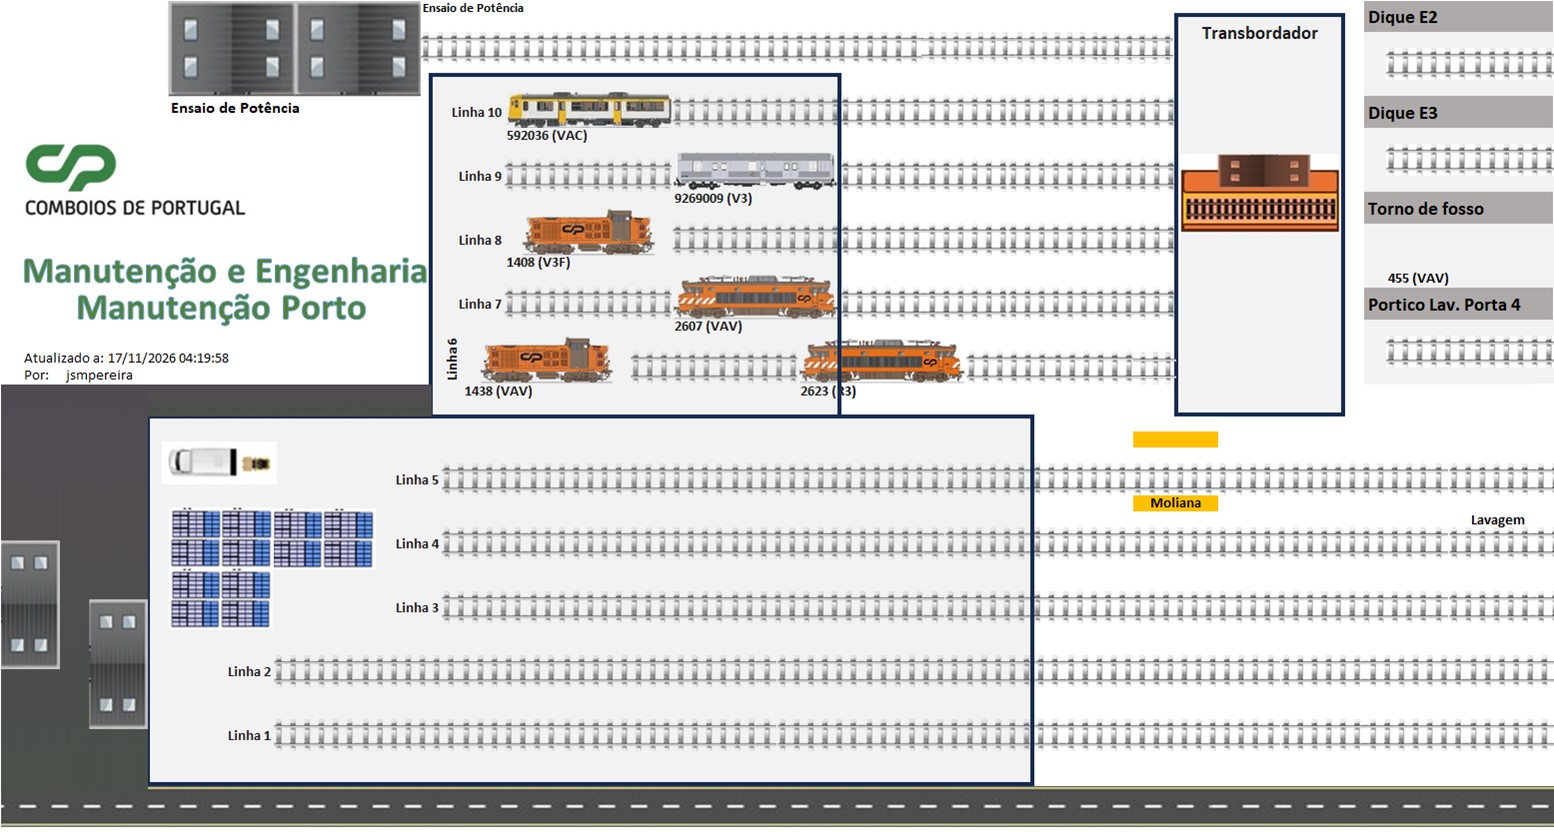 Ensaio de Potência
Transbordador
Dique E2
Ensaio de Potência
Linha 10
592036 (VAC)
Dique E3
CP
COMBOIOS DE PORTUGAL
Linha 9
9269009 (V3)
Torno de fosso
Linha 8
1408 (V3F)
455 (VAV)
Manutenção e Engenharia
Manutenção Porto
Linha 7
2607 (VAV)
Portico Lav. Porta 4
Atualizado a: 17/11/2026 04:19:58
Por: jsmpereira
Linha 6
1438 (VAV)
2623 (R3)
Linha 5
Moliana
Lavagem
Linha 4
Linha 3
Linha 2
Linha 1